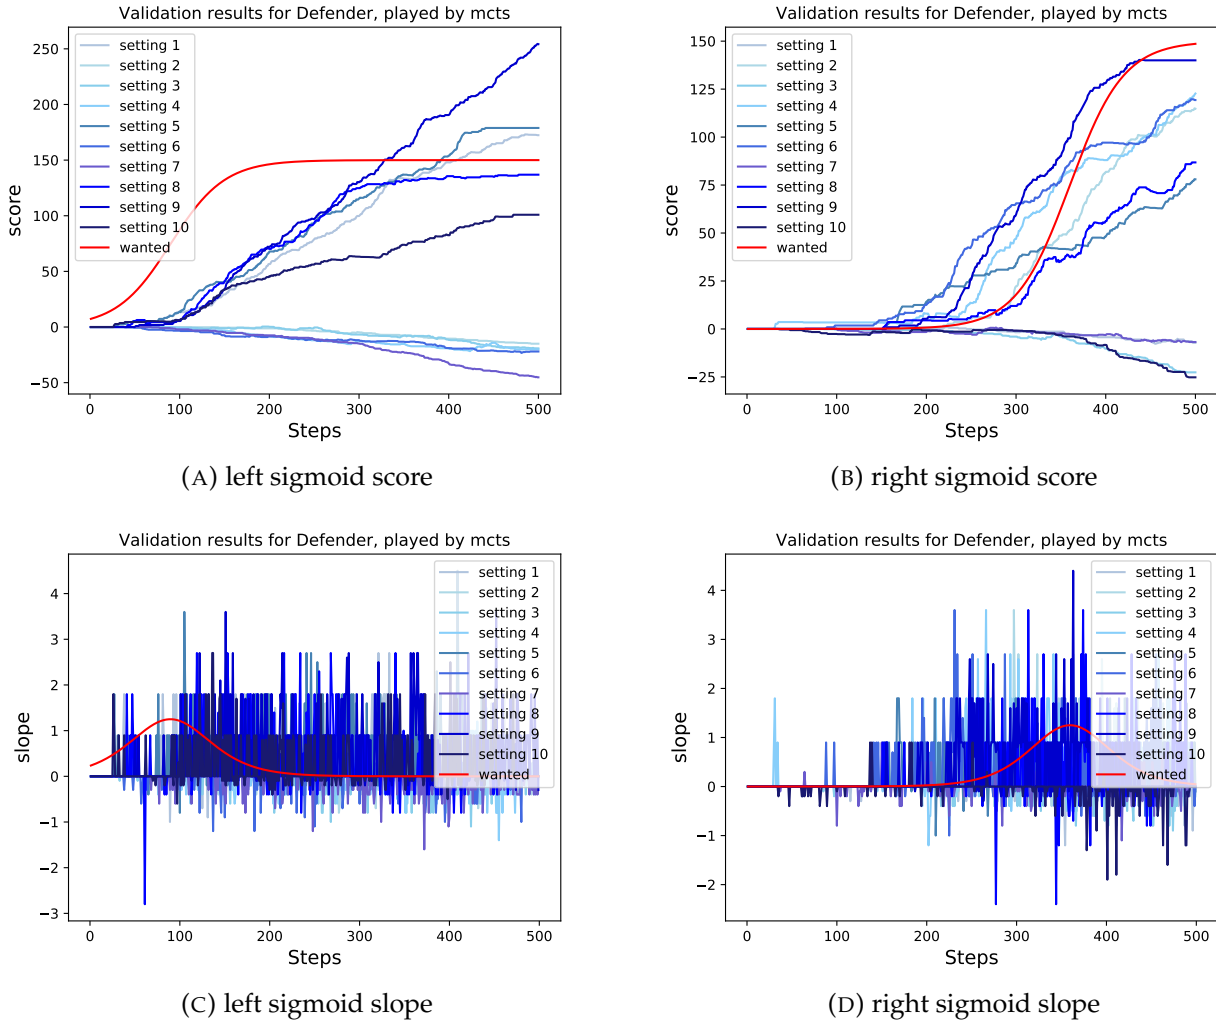 Validation results for Defender, played by mcts
250
200
150
100
50
0
−50
score
setting 1
setting 2
setting 3
setting 4
setting 5
setting 6
setting 7
setting 8
setting 9
setting 10
wanted
0 100 200 300 400 500
Steps
(A) left sigmoid score
Validation results for Defender, played by mcts
150
125
100
75
50
25
0
−25
score
setting 1
setting 2
setting 3
setting 4
setting 5
setting 6
setting 7
setting 8
setting 9
setting 10
wanted
0 100 200 300 400 500
Steps
(B) right sigmoid score
Validation results for Defender, played by mcts
4
3
2
1
0
−1
−2
−3
slope
setting 1
setting 2
setting 3
setting 4
setting 5
setting 6
setting 7
setting 8
setting 9
setting 10
wanted
0 100 200 300 400 500
Steps
(C) left sigmoid slope
Validation results for Defender, played by mcts
4
3
2
1
0
−1
−2
slope
setting 1
setting 2
setting 3
setting 4
setting 5
setting 6
setting 7
setting 8
setting 9
setting 10
wanted
0 100 200 300 400 500
Steps
(D) right sigmoid slope